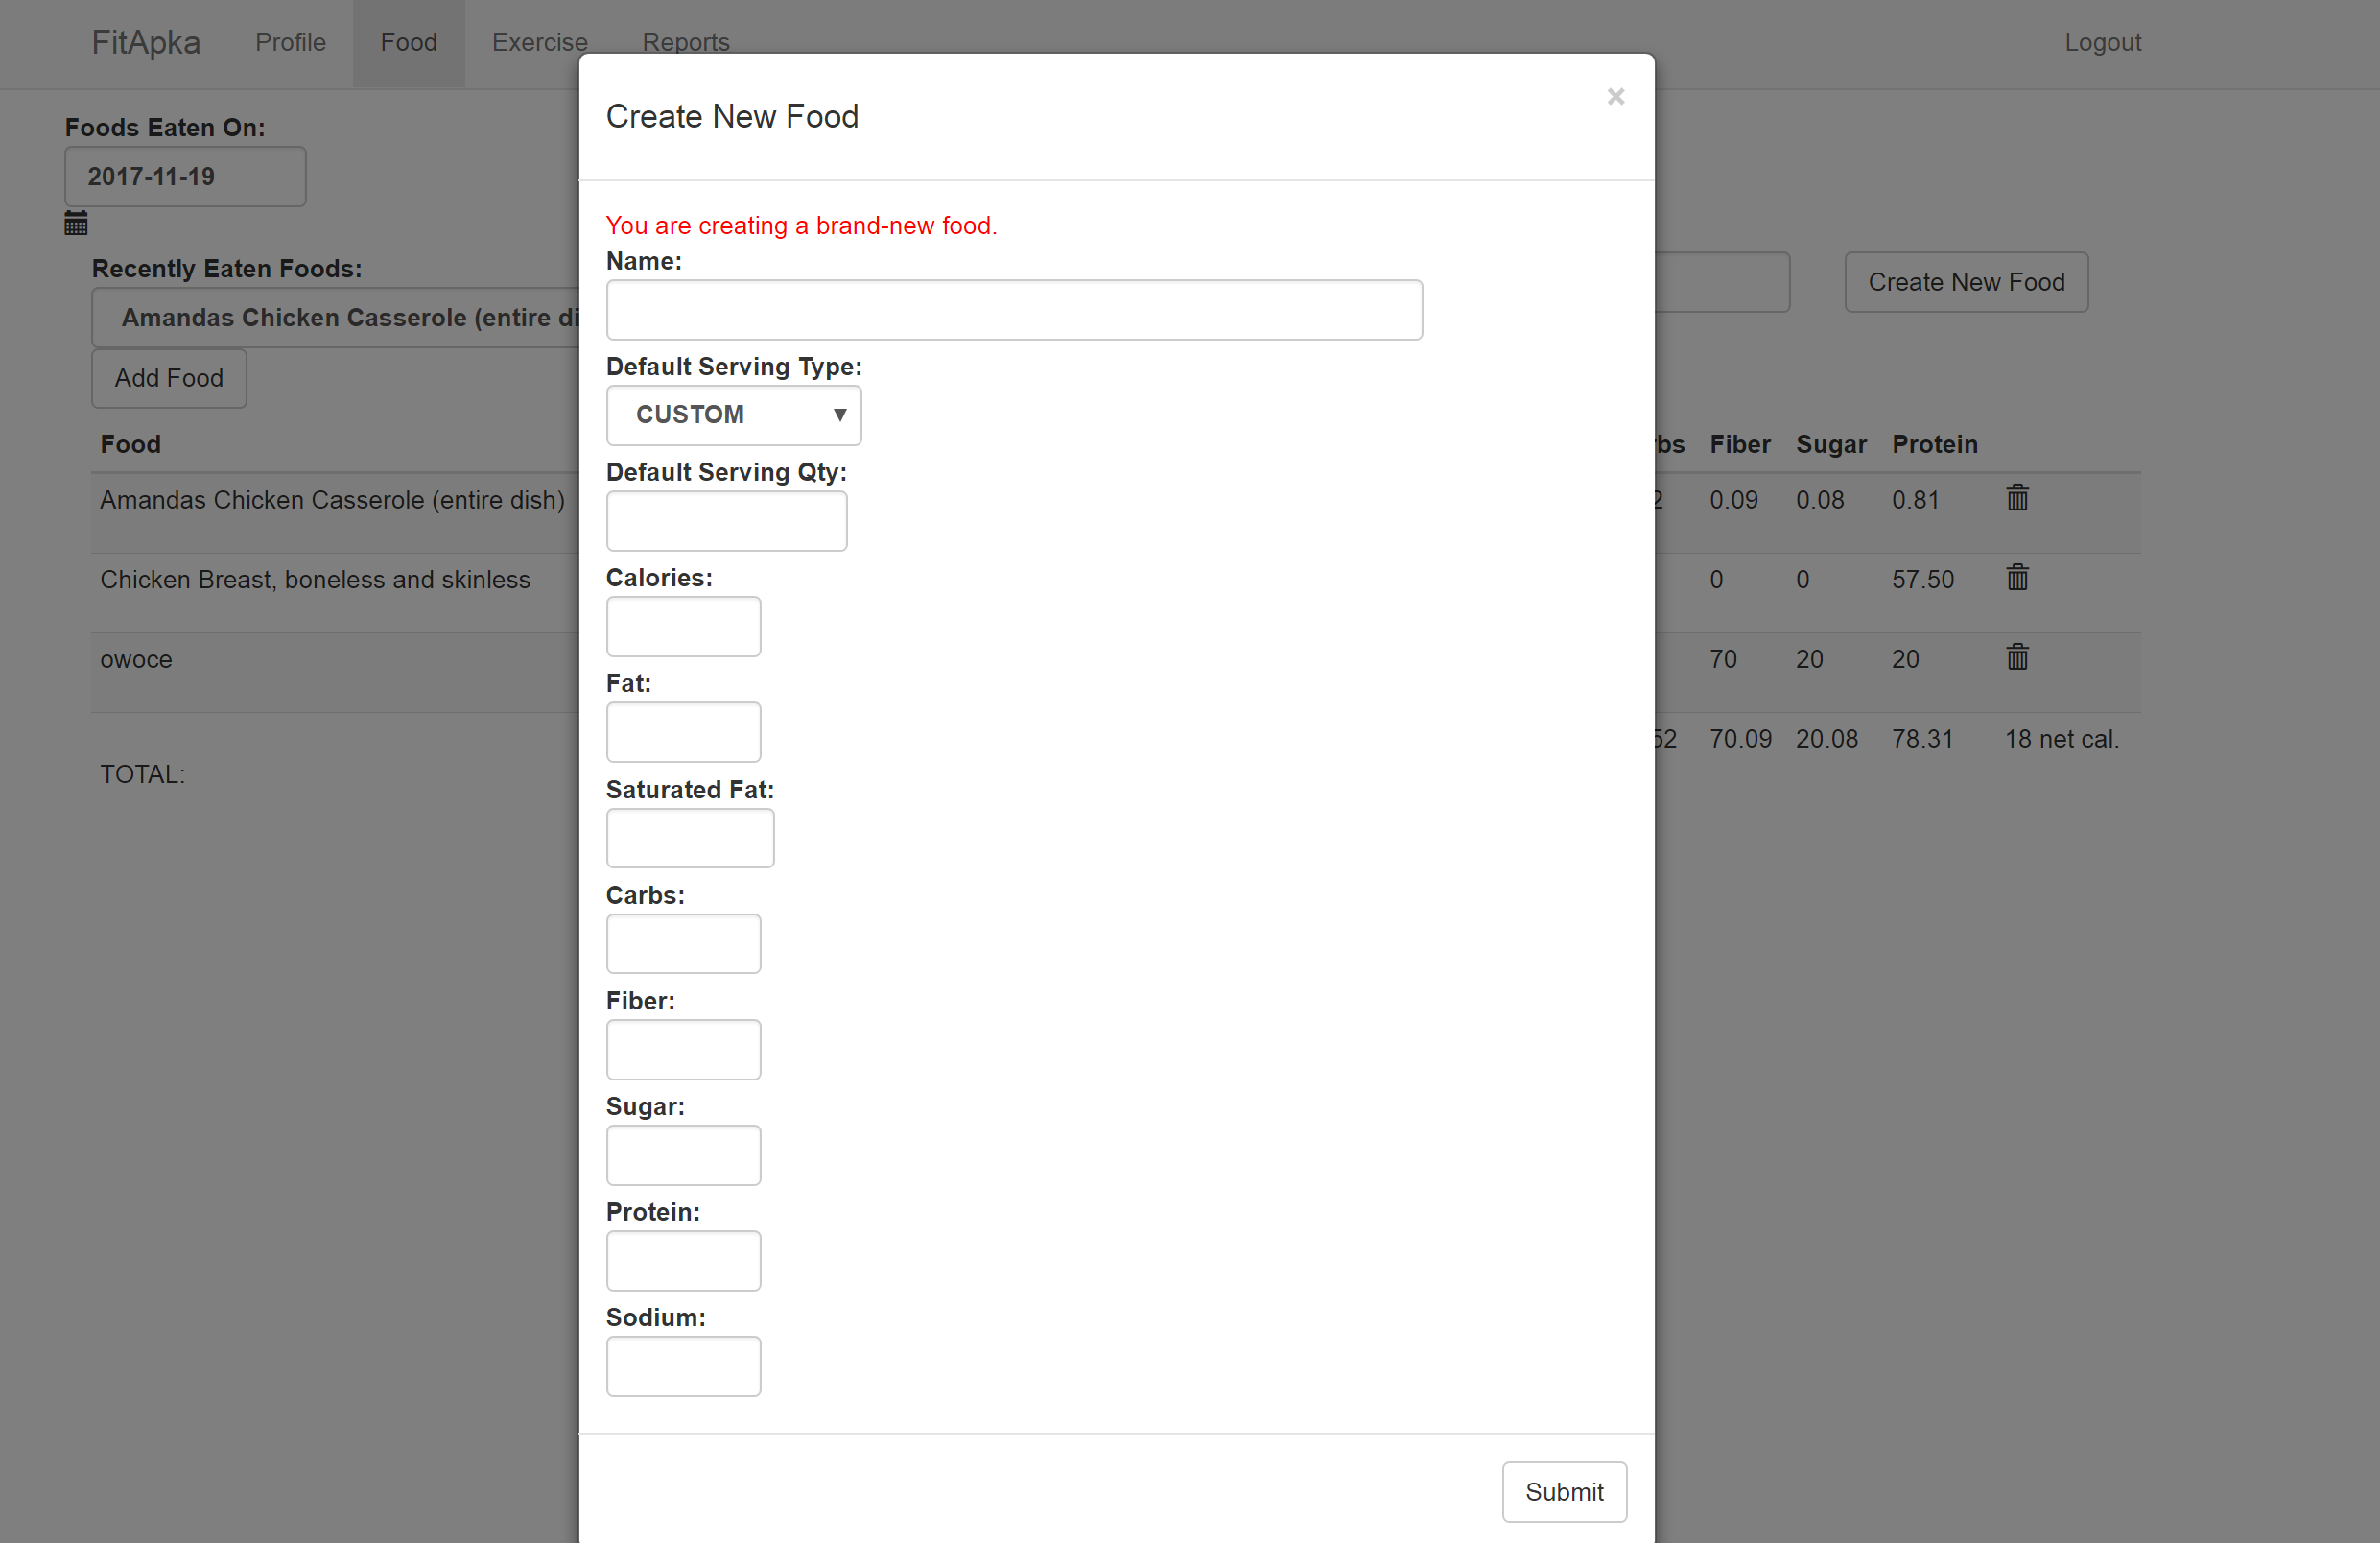 FitApka Profile Food Exercise Reports Logout
Foods Eaten On:
2017-11-19
Recently Eaten Foods:
Amandas Chicken Casserole (entire di
Add Food
Create New Food
Food
bs Fiber Sugar Protein
Amandas Chicken Casserole (entire dish)
2 0.09 0.08 0.81
Chicken Breast, boneless and skinless
0 0 57.50
owoce
70 20 20
52 70.09 20.08 78.31 18 net cal.
TOTAL:
Create New Food
×
You are creating a brand-new food.
Name:
Default Serving Type:
CUSTOM
Default Serving Qty:
Calories:
Fat:
Saturated Fat:
Carbs:
Fiber:
Sugar:
Protein:
Sodium:
Submit